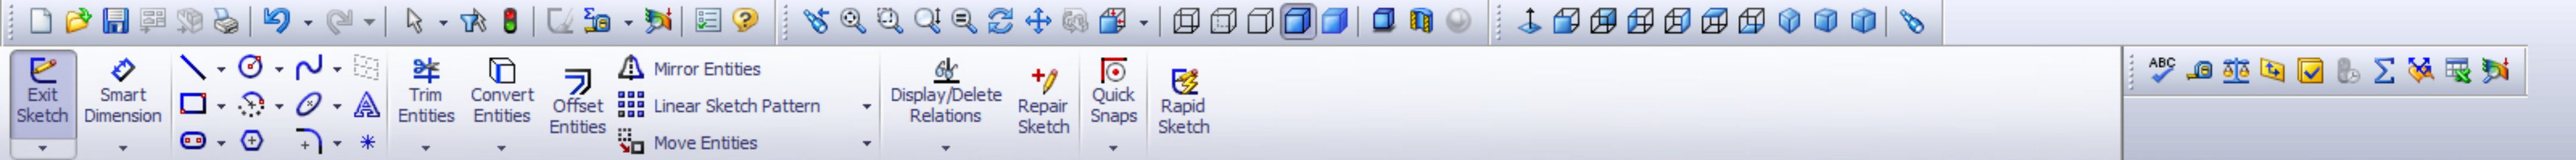 Exit Sketch
Smart Dimension
Trim Entities
Convert Entities
Offset Entities
Mirror Entities
Linear Sketch Pattern
Move Entities
Display/Delete Relations
Repair Sketch
Quick Snaps
Rapid Sketch
ABC